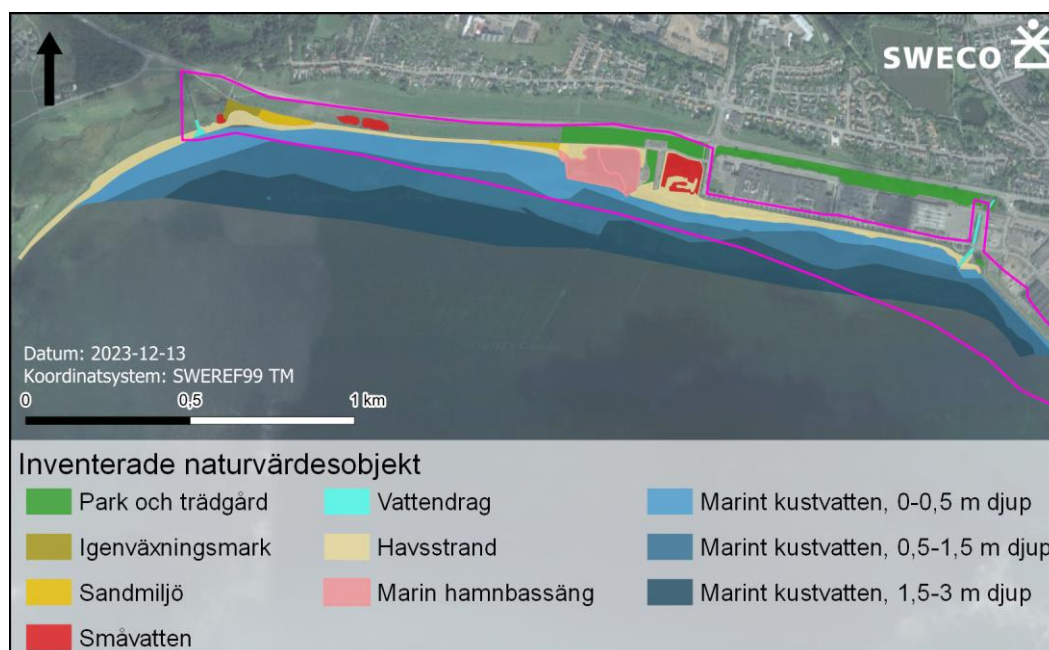 SWECO
Datum: 2023-12-13
Koordinatsystem: SWEREF99 TM
0 0,5 1 km
Inventerade naturvärdesobjekt
Park och trädgård
Igenväxningsmark
Sandmiljö
Småvatten
Vattendrag
Havsstrand
Marin hamnbassäng
Marint kustvatten, 0-0,5 m djup
Marint kustvatten, 0,5-1,5 m djup
Marint kustvatten, 1,5-3 m djup